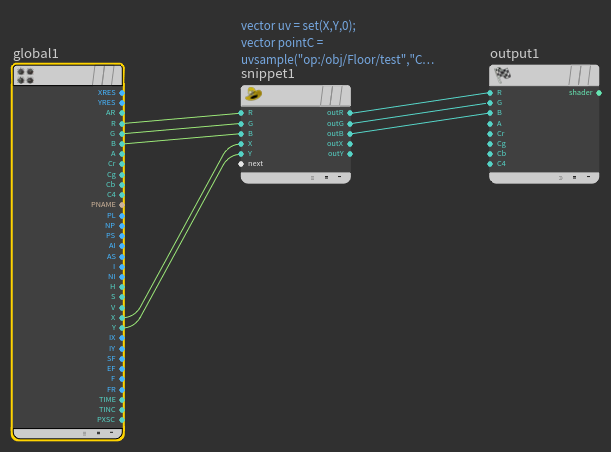 vector uv = set(X,Y,0);
vector pointC =
uvsample("op:/obj/Floor/test","C...
global1
snippet1
output1
XRES
YRES
AR
R
G
B
A
Cr
Cg
Cb
C4
PNAME
PL
NP
PS
AI
AS
I
NI
H
S
V
X
Y
IX
IY
SF
EF
F
FR
TIME
TINC
PXSC
R
G
B
X
Y
next
outR
outG
outB
outX
outY
R
G
B
A
Cr
Cg
Cb
C4
shader